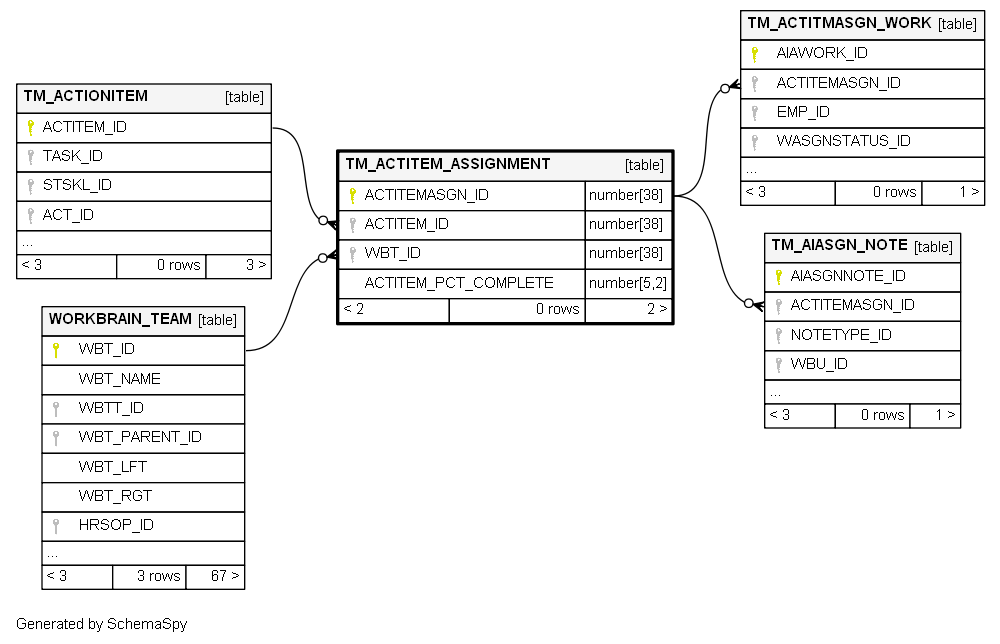 TM_ACTIONITEM [table]
ACTITEM_ID
TASK_ID
STSKL_ID
ACT_ID
...
< 3 0 rows 3 >
WORKBRAIN_TEAM [table]
WBT_ID
WBT_NAME
WBTT_ID
WBT_PARENT_ID
WBT_LFT
WBT_RGT
HRSOP_ID
...
< 3 3 rows 67 >
TM_ACTITEM_ASSIGNMENT [table]
ACTITEMASGN_ID number[38]
ACTITEM_ID number[38]
WBT_ID number[38]
ACTITEM_PCT_COMPLETE number[5,2]
< 2 0 rows 2 >
TM_ACTITMASGN_WORK [table]
AIAWORK_ID
ACTITEMASGN_ID
EMP_ID
WASGNSTATUS_ID
...
< 3 0 rows 1 >
TM_AIASGN_NOTE [table]
AIASGNNOTE_ID
ACTITEMASGN_ID
NOTETYPE_ID
WBU_ID
...
< 3 0 rows 1 >
Generated by SchemaSpy